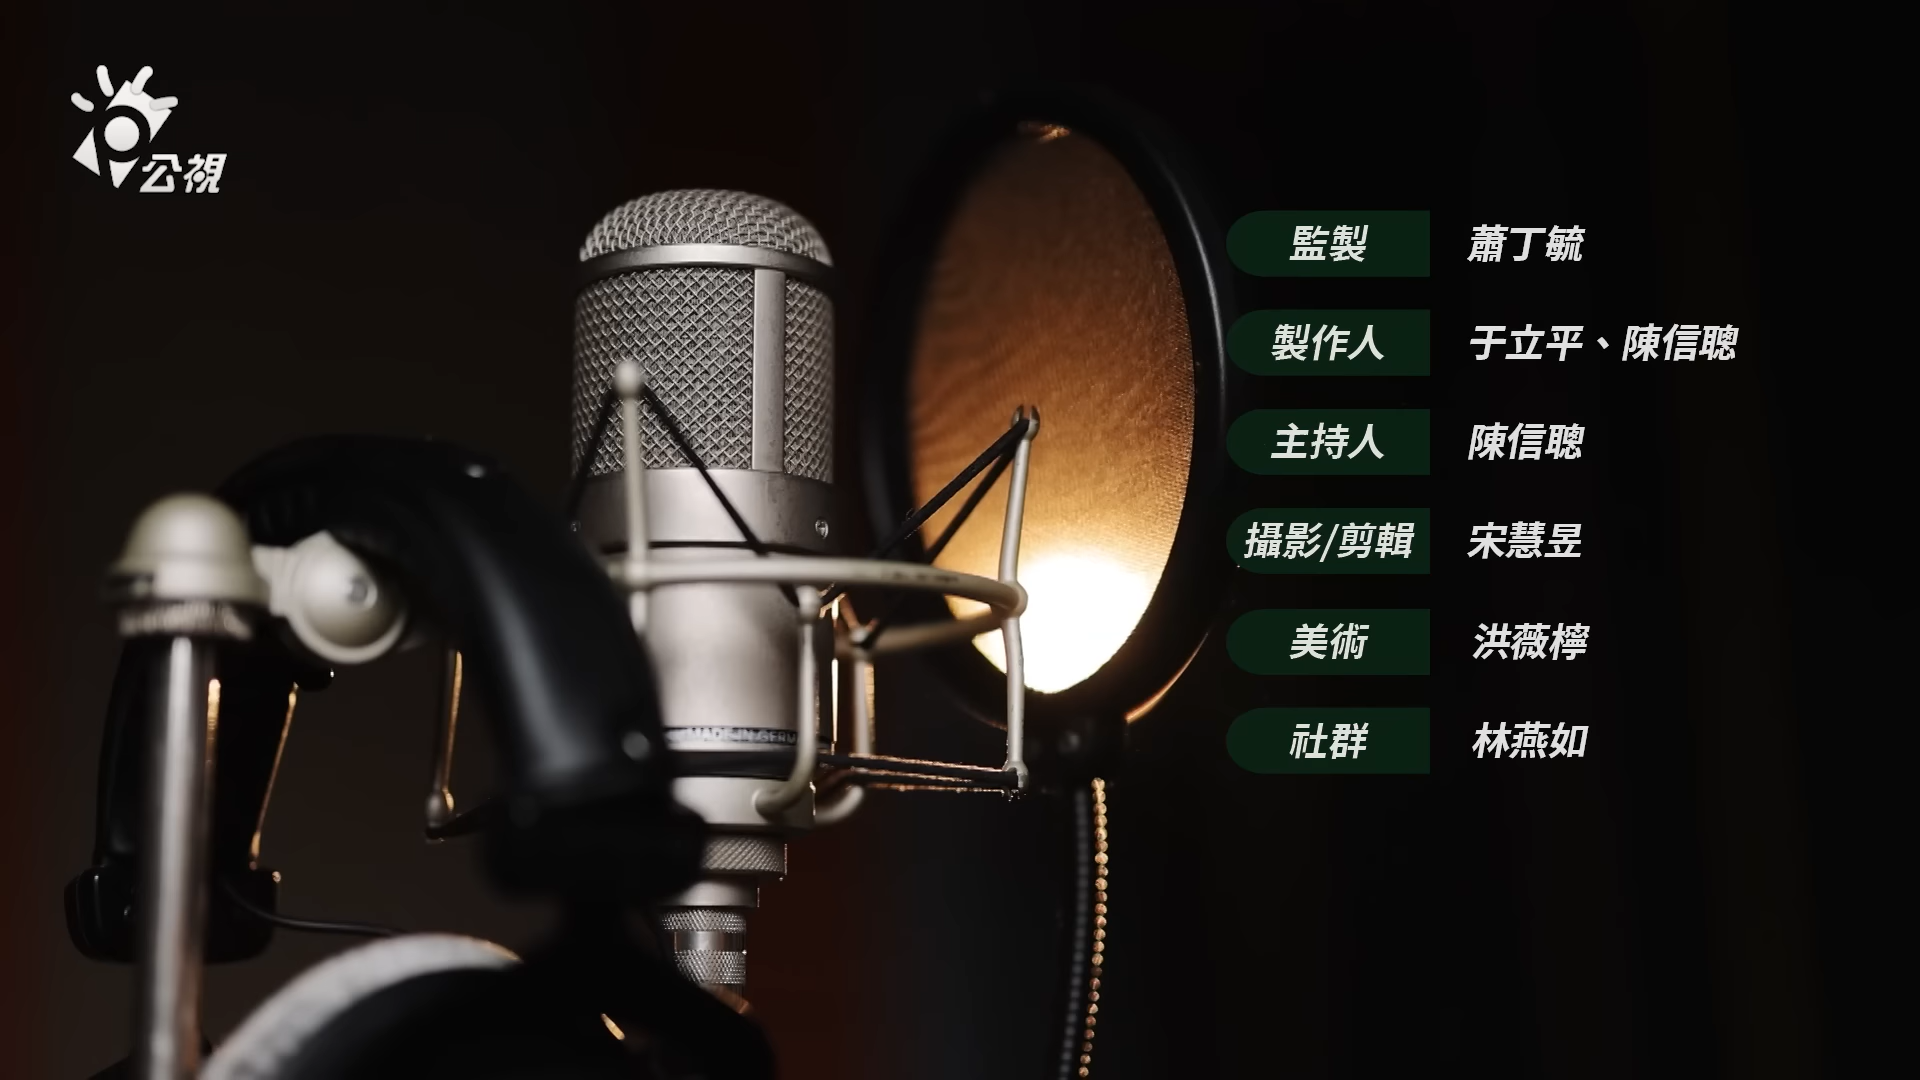 公視
監製 蕭丁毓
製作人 于立平、陳信聰
主持人 陳信聰
攝影/剪輯 宋慧昱
美術 洪薇檸
社群 林燕如
MADE IN GERM